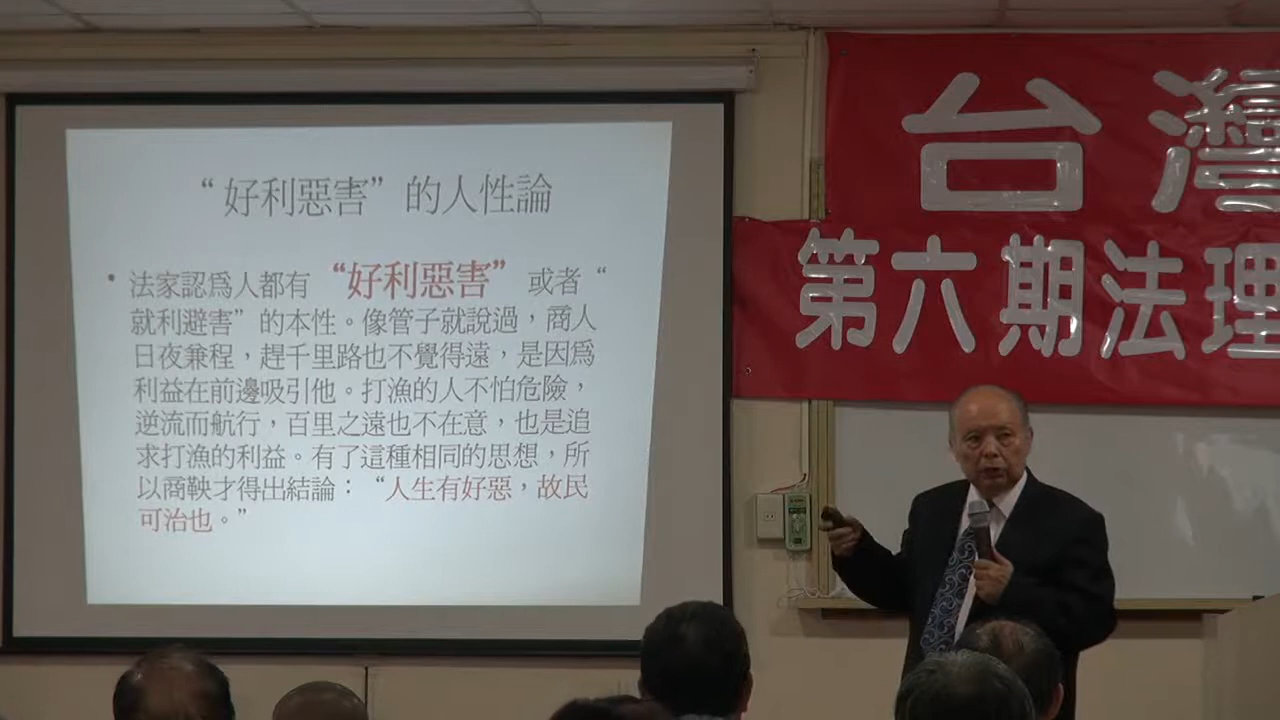 “好利惡害”的人性論
• 法家認爲人都有“好利惡害”或者“
就利避害”的本性。像管子就說過，商人
日夜兼程，趕千里路也不覺得遠，是因爲
利益在前邊吸引他。打漁的人不怕危險，
逆流而航行，百里之遠也不在意，也是追
求打漁的利益。有了這種相同的思想，所
以商鞅才得出結論：“人生有好惡，故民
可治也。”
台灣
第六期法理